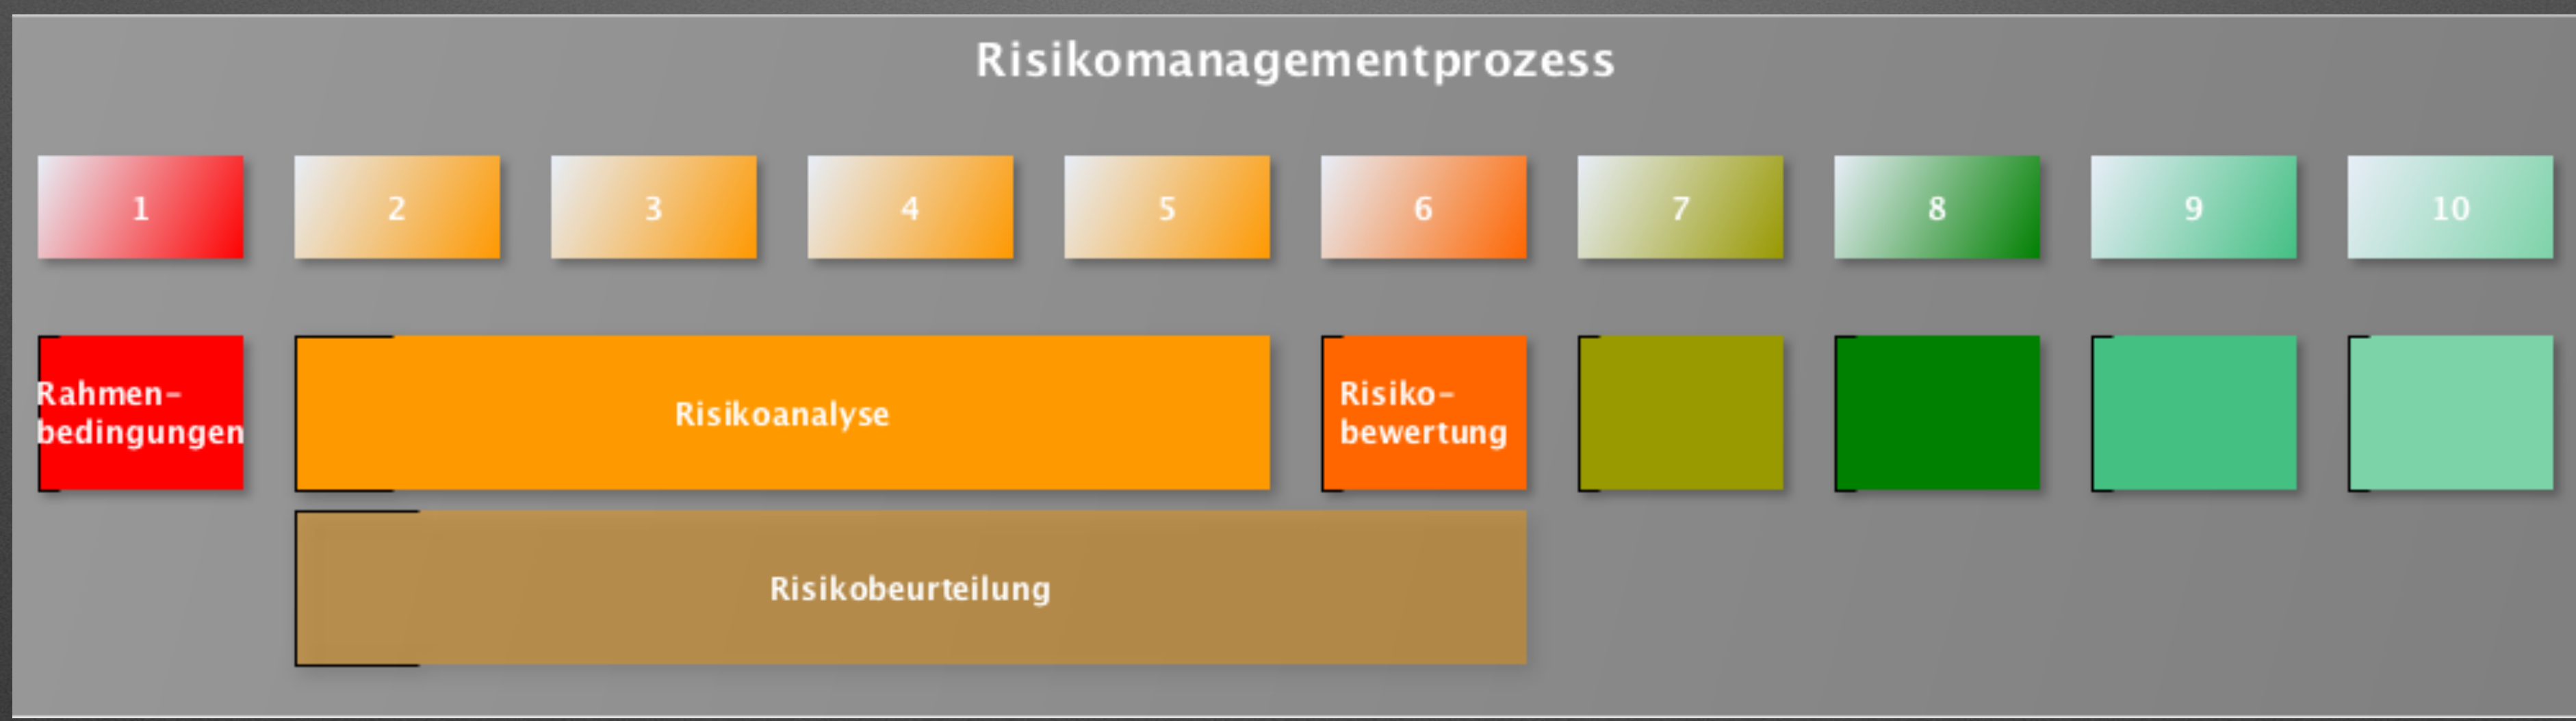 Risikomanagementprozess
1 2 3 4 5 6 7 8 9 10
Rahmen-
bedingungen
Risikoanalyse
Risiko-
bewertung
Risikobeurteilung